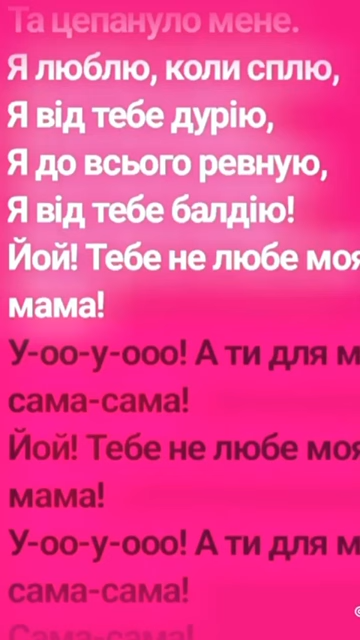 Та цепануло мене.
Я люблю, коли сплю,
Я від тебе дурію,
Я до всього ревную,
Я від тебе балдію!
Йой! Тебе не любе моя
мама!
У-оо-у-ооо! А ти для м
сама-сама!
Йой! Тебе не любе моя
мама!
У-оо-у-ооо! А ти для м
сама-сама!
Сама-сама!